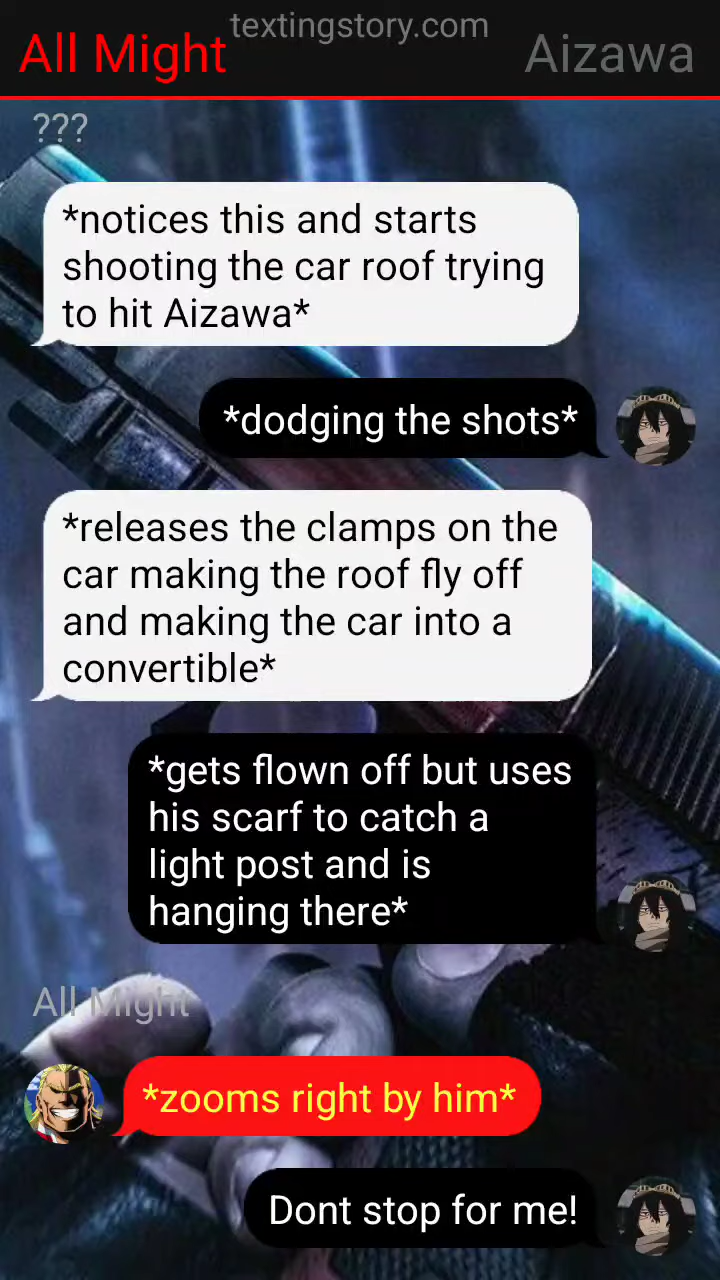 textingstory.com
All Might
Aizawa
???
*notices this and starts
shooting the car roof trying
to hit Aizawa*
*dodging the shots*
*releases the clamps on the
car making the roof fly off
and making the car into a
convertible*
*gets flown off but uses
his scarf to catch a
light post and is
hanging there*
All Might
*zooms right by him*
Dont stop for me!